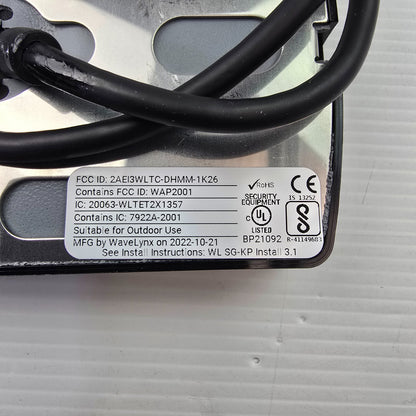 FCC ID: 2AEI3WLTC-DHMM-1K26
Contains FCC ID: WAP2001
IC: 20063-WLTET2X1357
Contains IC: 7922A-2001
Suitable for Outdoor Use
MFG by WaveLynx on 2022-10-21
See Install Instructions: WL SG-KP Install 3.1
RoHS
SECURITY
EQUIPMENT
UL
LISTED
BP21092
CE
IS 13252
R-41149683